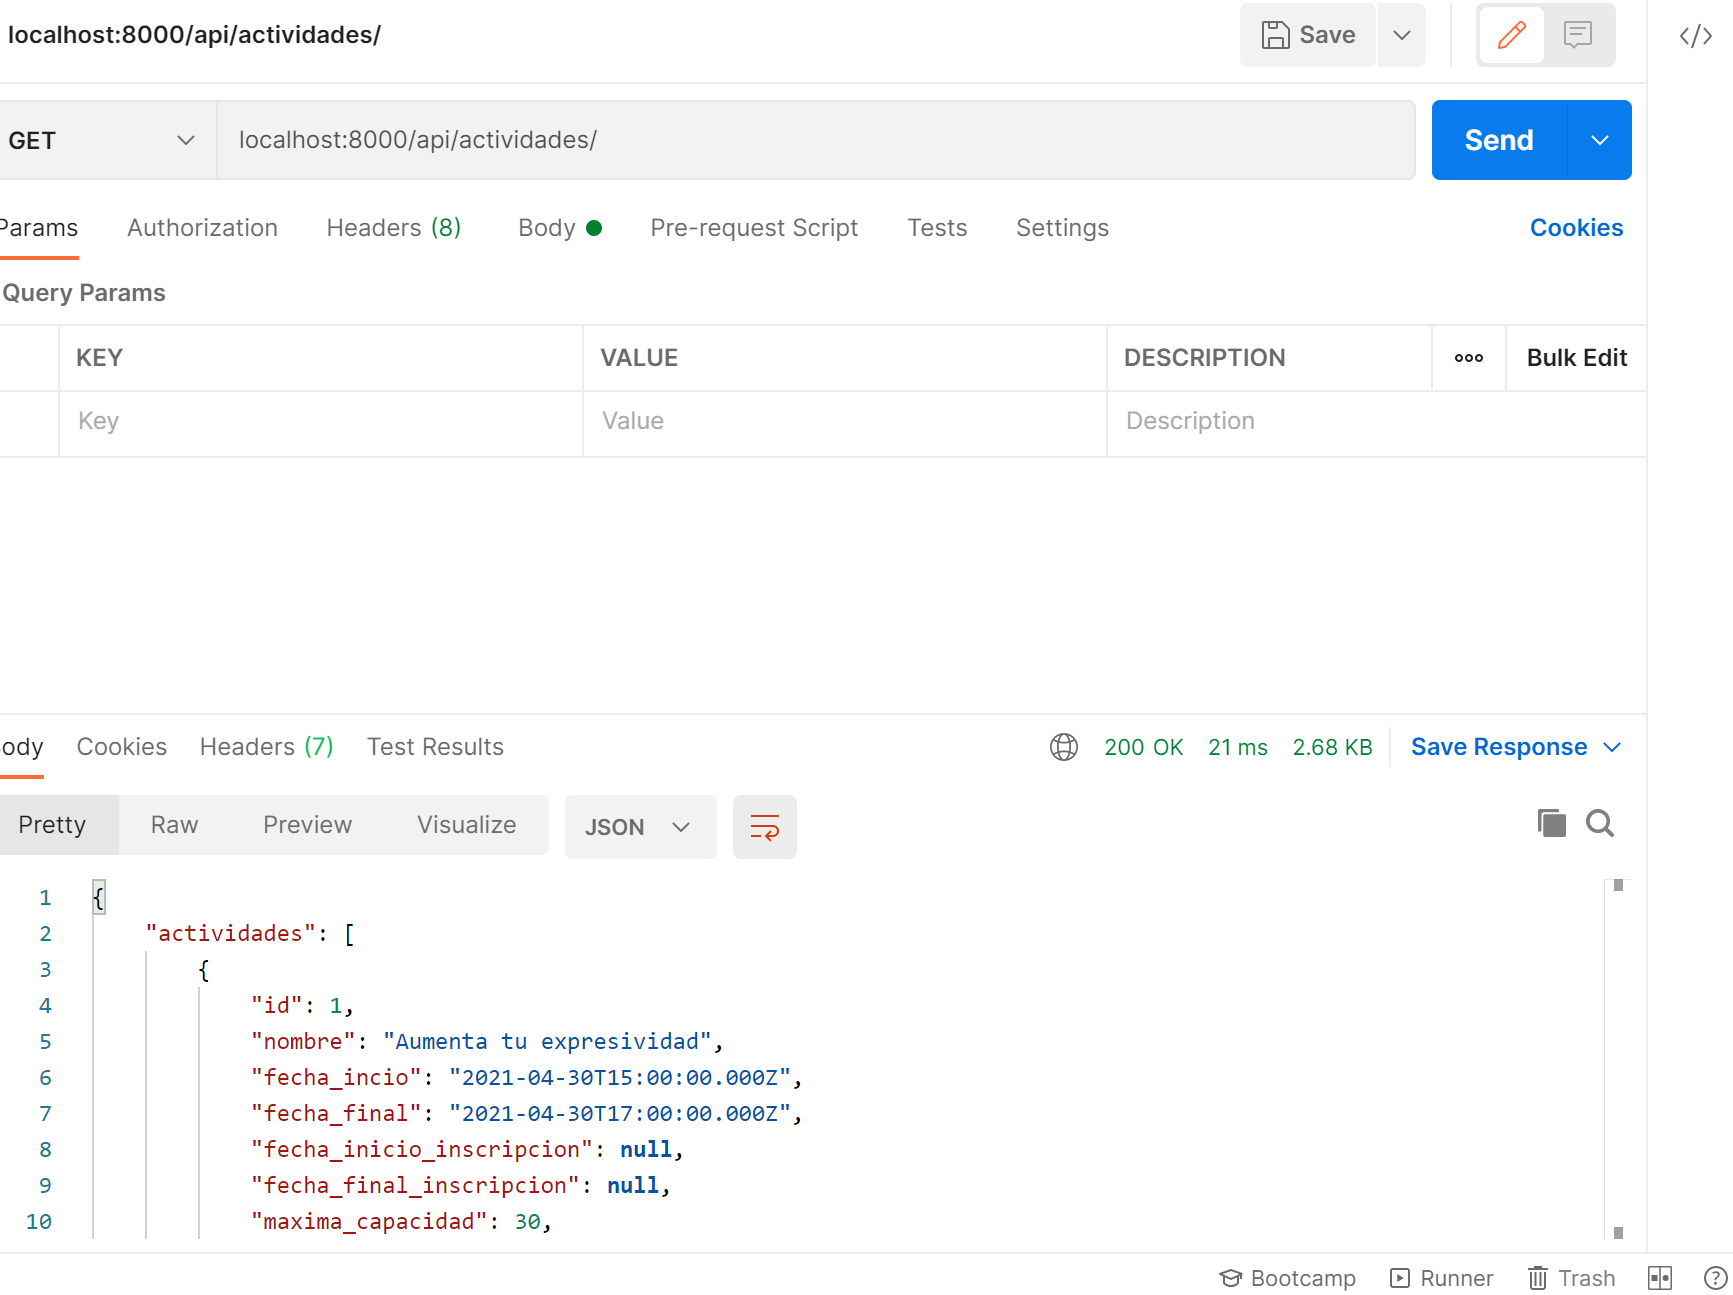 localhost:8000/api/actividades/
Save
GET
localhost:8000/api/actividades/
Send
Params Authorization Headers (8) Body Pre-request Script Tests Settings Cookies
Query Params
KEY VALUE DESCRIPTION ooo Bulk Edit
Key Value Description
ody Cookies Headers (7) Test Results 200 OK 21 ms 2.68 KB Save Response
Pretty Raw Preview Visualize JSON
1 {
2 "actividades": [
3 {
4 "id": 1,
5 "nombre": "Aumenta tu expresividad",
6 "fecha_incio": "2021-04-30T15:00:00.000Z",
7 "fecha_final": "2021-04-30T17:00:00.000Z",
8 "fecha_inicio_inscripcion": null,
9 "fecha_final_inscripcion": null,
10 "maxima_capacidad": 30,
Bootcamp Runner Trash